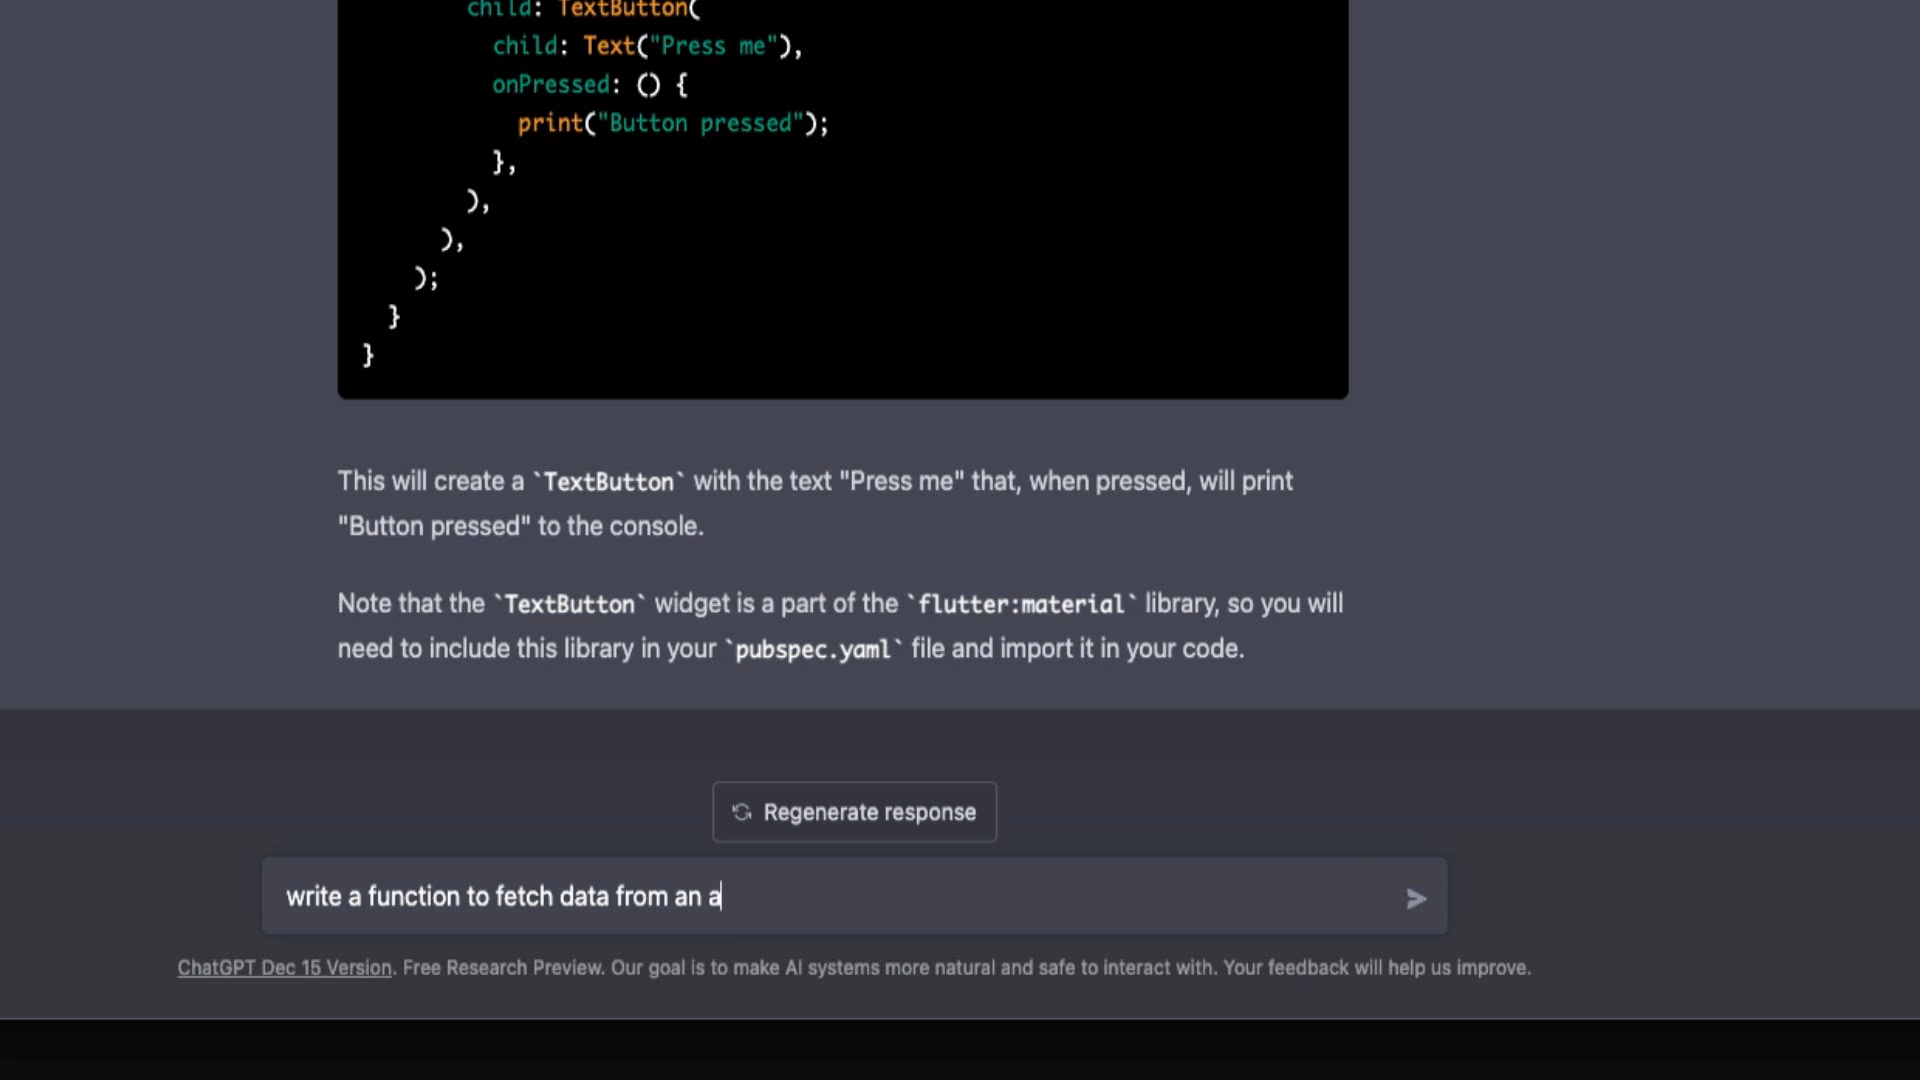 child: TextButton(
child: Text("Press me"),
onPressed: () {
print("Button pressed");
},
),
),
);
}
}
This will create a `TextButton` with the text "Press me" that, when pressed, will print
"Button pressed" to the console.
Note that the `TextButton` widget is a part of the `flutter:material` library, so you will
need to include this library in your `pubspec.yaml` file and import it in your code.
Regenerate response
write a function to fetch data from an a
ChatGPT Dec 15 Version. Free Research Preview. Our goal is to make AI systems more natural and safe to interact with. Your feedback will help us improve.